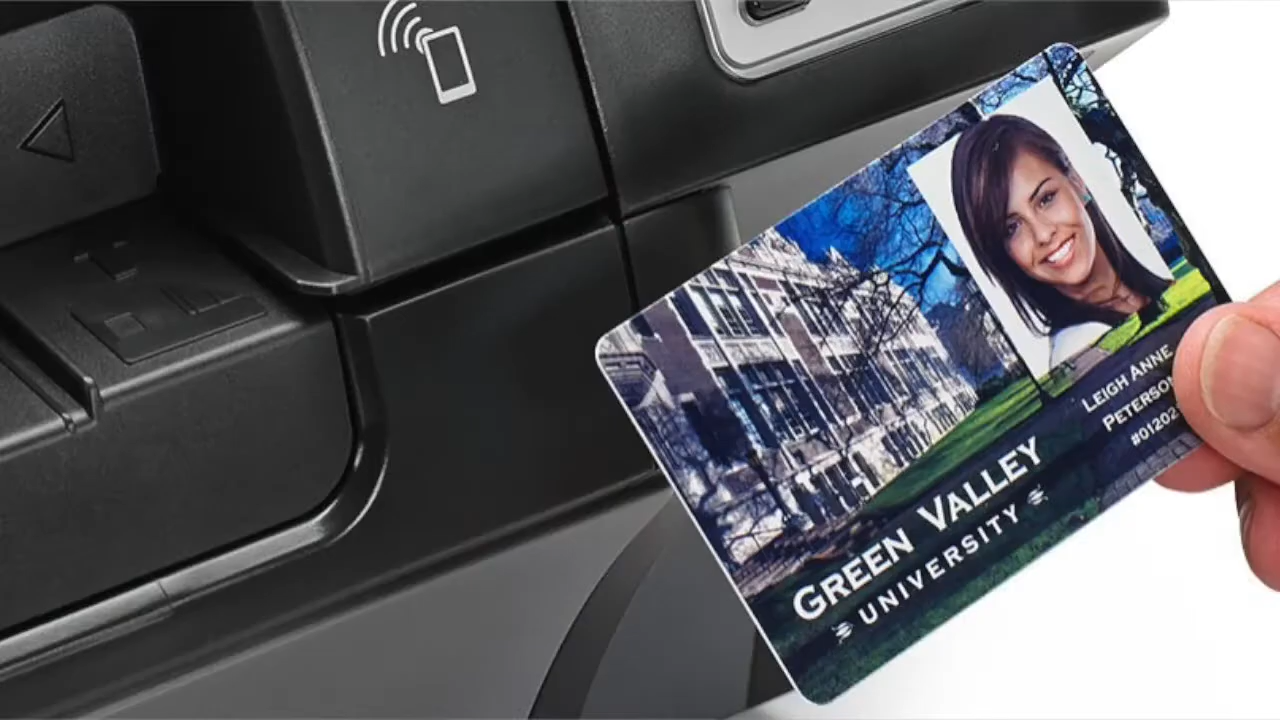 LEIGH ANNE
PETERSON
#01202
GREEN VALLEY
UNIVERSITY